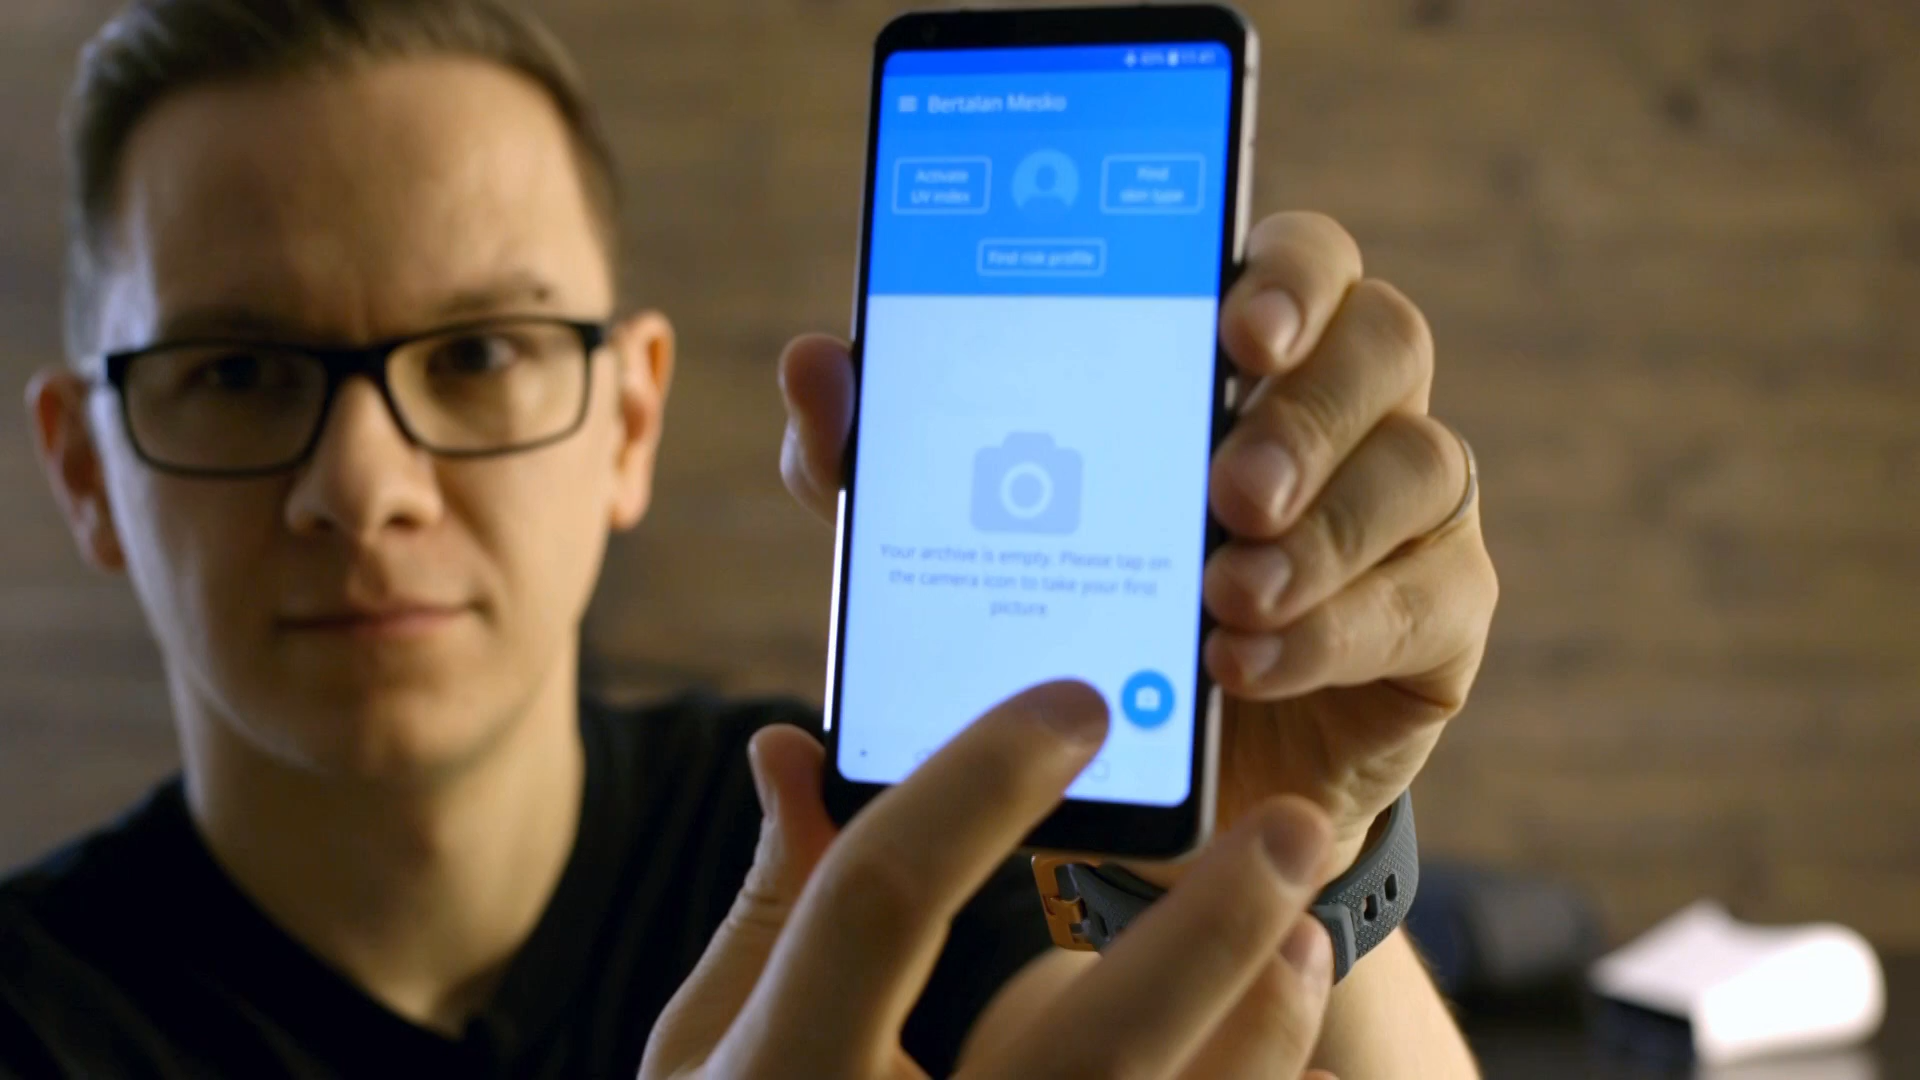 Bertalan Mesko
Activate
UV index
Find
skin type
Find risk profile
Your archive is empty. Please tap on
the camera icon to take your first
picture